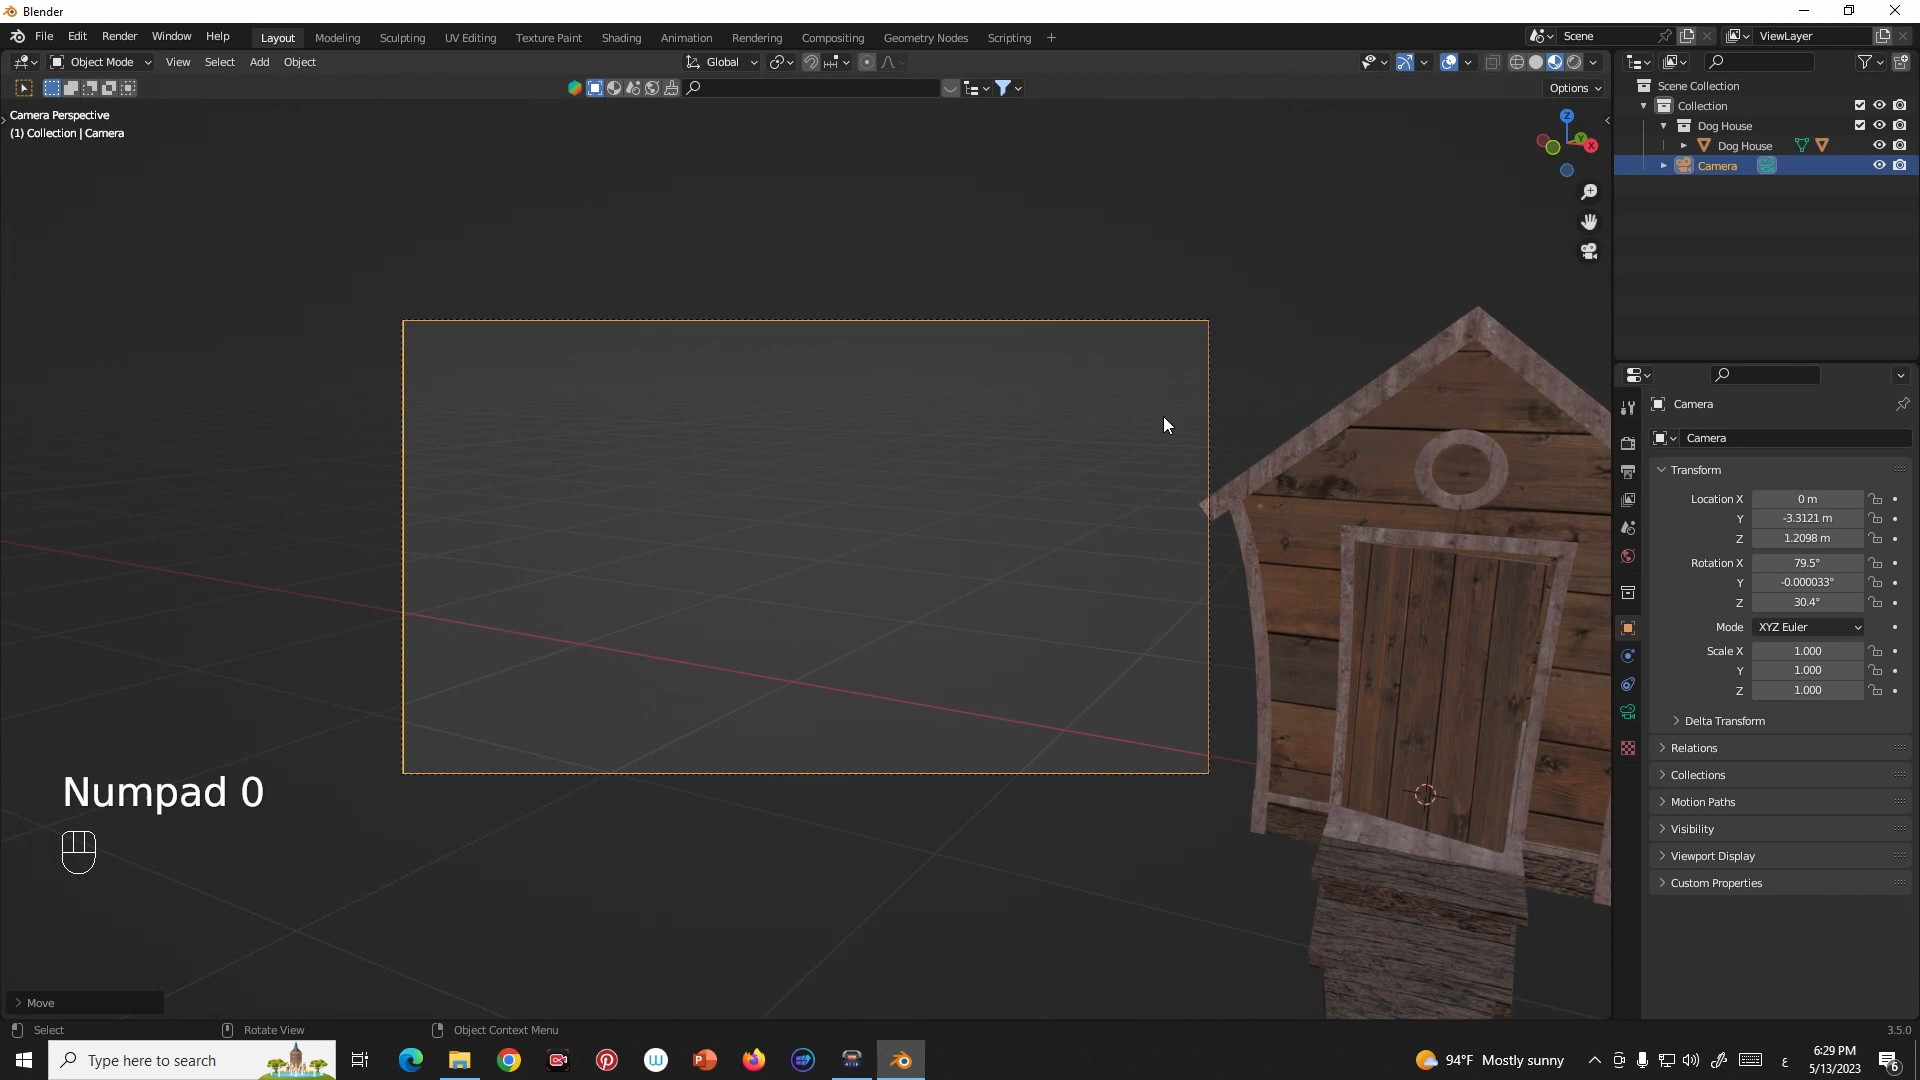 Blender
File Edit Render Window Help Layout Modeling Sculpting UV Editing Texture Paint Shading Animation Rendering Compositing Geometry Nodes Scripting + Scene ViewLayer
Object Mode View Select Add Object Global
Options
Camera Perspective
(1) Collection | Camera
Z
Y
X
Scene Collection
Collection
Dog House
Dog House
Camera
Camera
Camera
Transform
Location X 0 m
Y -3.3121 m
Z 1.2098 m
Rotation X 79.5°
Y -0.000033°
Z 30.4°
Mode XYZ Euler
Scale X 1.000
Y 1.000
Z 1.000
Delta Transform
Relations
Collections
Motion Paths
Visibility
Viewport Display
Custom Properties
Numpad 0
Move
Select Rotate View Object Context Menu 3.5.0
Type here to search
94°F Mostly sunny
ع
6:29 PM
5/13/2023
6